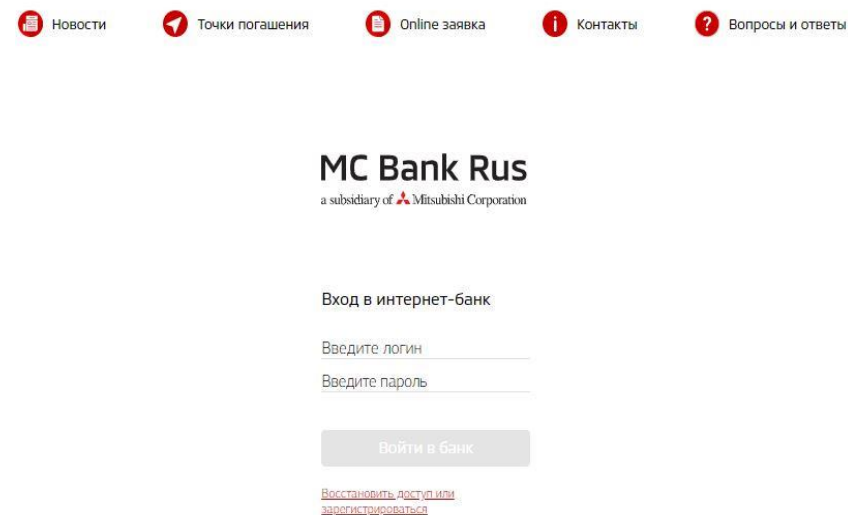 Новости
Точки погашения
Online заявка
Контакты
Вопросы и ответы
MC Bank Rus
a subsidiary of Mitsubishi Corporation
Вход в интернет-банк
Введите логин
Введите пароль
Войти в банк
Восстановить доступ или
зарегистрироваться